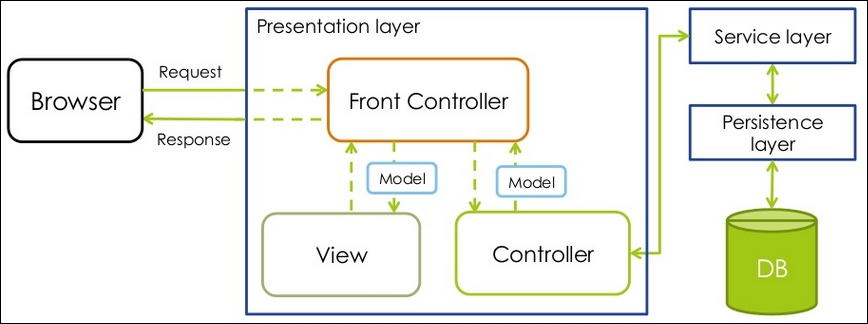 Presentation layer
Service layer
Request
Browser
Front Controller
Response
Persistence
layer
Model
Model
View
Controller
DB